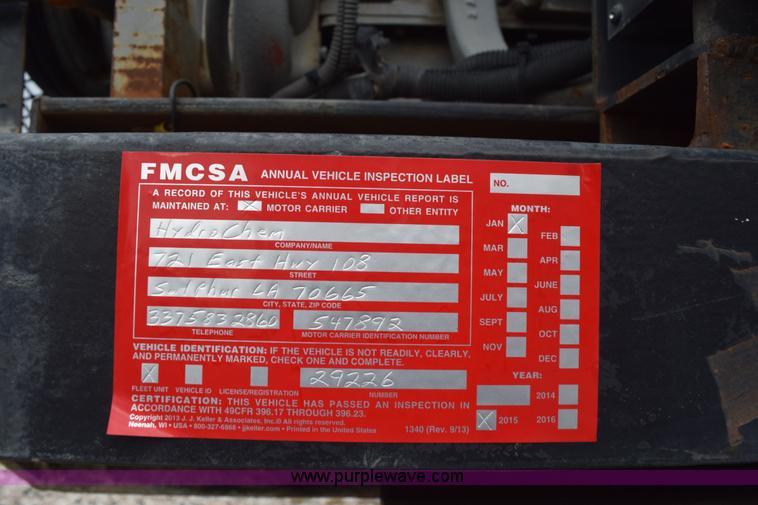 FMCSA ANNUAL VEHICLE INSPECTION LABEL
NO.
A RECORD OF THIS VEHICLE'S ANNUAL VEHICLE REPORT IS
MAINTAINED AT: X MOTOR CARRIER OTHER ENTITY
HydroChem
COMPANY/NAME
721 East Hwy 108
STREET
Sulphur LA 70665
CITY, STATE, ZIP CODE
3375832860 547892
TELEPHONE MOTOR CARRIER IDENTIFICATION NUMBER
MONTH:
JAN X FEB
MAR APR
MAY JUNE
JULY AUG
SEPT OCT
NOV DEC
VEHICLE IDENTIFICATION: IF THE VEHICLE IS NOT READILY, CLEARLY,
AND PERMANENTLY MARKED, CHECK ONE AND COMPLETE.
X 29226
FLEET UNIT VEHICLE ID LICENSE/REGISTRATION NUMBER
YEAR:
2014
X 2015 2016
CERTIFICATION: THIS VEHICLE HAS PASSED AN INSPECTION IN
ACCORDANCE WITH 49CFR 396.17 THROUGH 396.23.
Copyright 2013 J. J. Keller & Associates, Inc.® All rights reserved.
Neenah, WI • USA • 800-327-6868 • jjkeller.com • Printed in the United States 1340 (Rev. 9/13)
www.purplewave.com